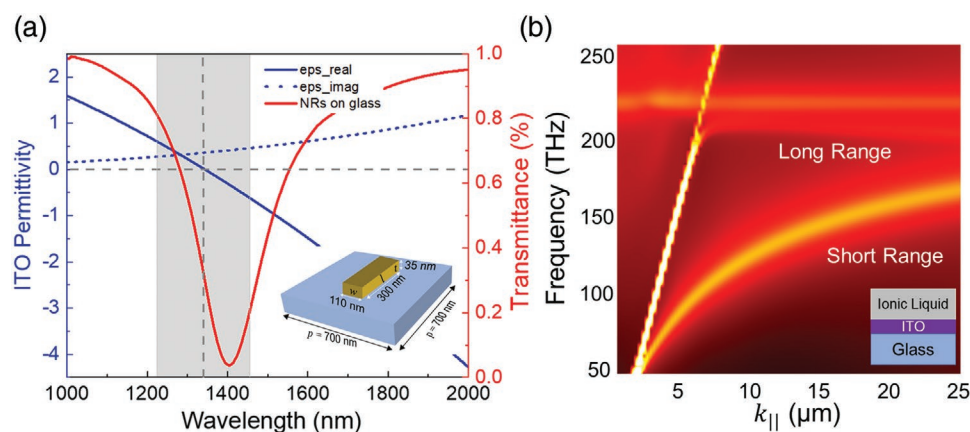 (a)
ITO Permittivity
2
1
0
-1
-2
-3
-4
eps_real
eps_imag
NRs on glass
1.0
0.8
0.6
0.4
0.2
0.0
Transmittance (%)
w
t
l
35 nm
300 nm
110 nm
p = 700 nm
p = 700 nm
1000 1200 1400 1600 1800 2000
Wavelength (nm)
(b)
Frequency (THz)
250
200
150
100
50
Long Range
Short Range
Ionic Liquid
ITO
Glass
5 10 15 20 25
k|| (μm)